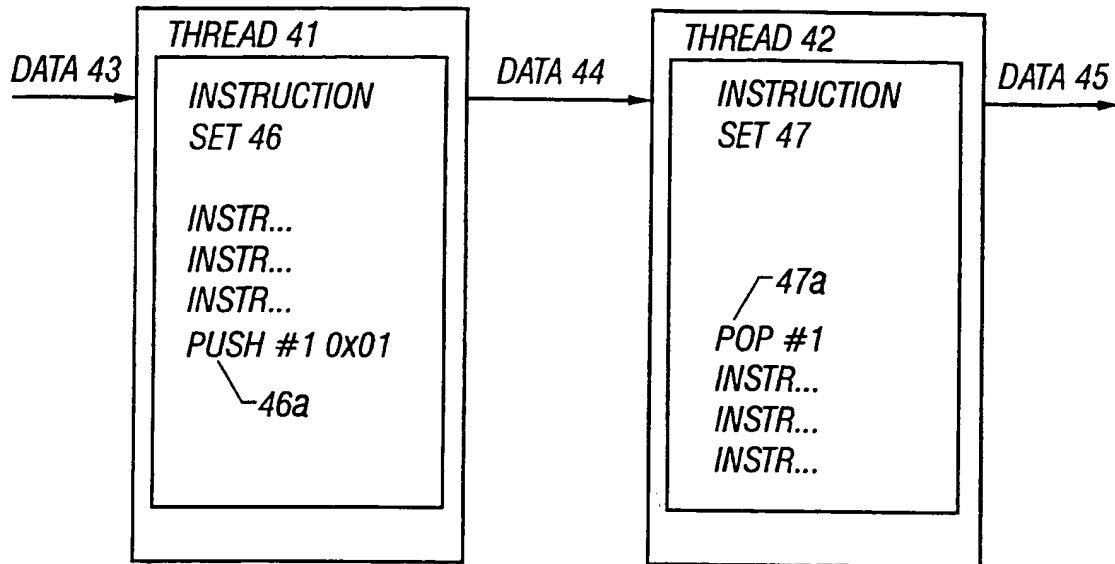 DATA 43
THREAD 41
INSTRUCTION
SET 46
INSTR...
INSTR...
INSTR...
PUSH #1 0x01
46a
DATA 44
THREAD 42
INSTRUCTION
SET 47
47a
POP #1
INSTR...
INSTR...
INSTR...
DATA 45